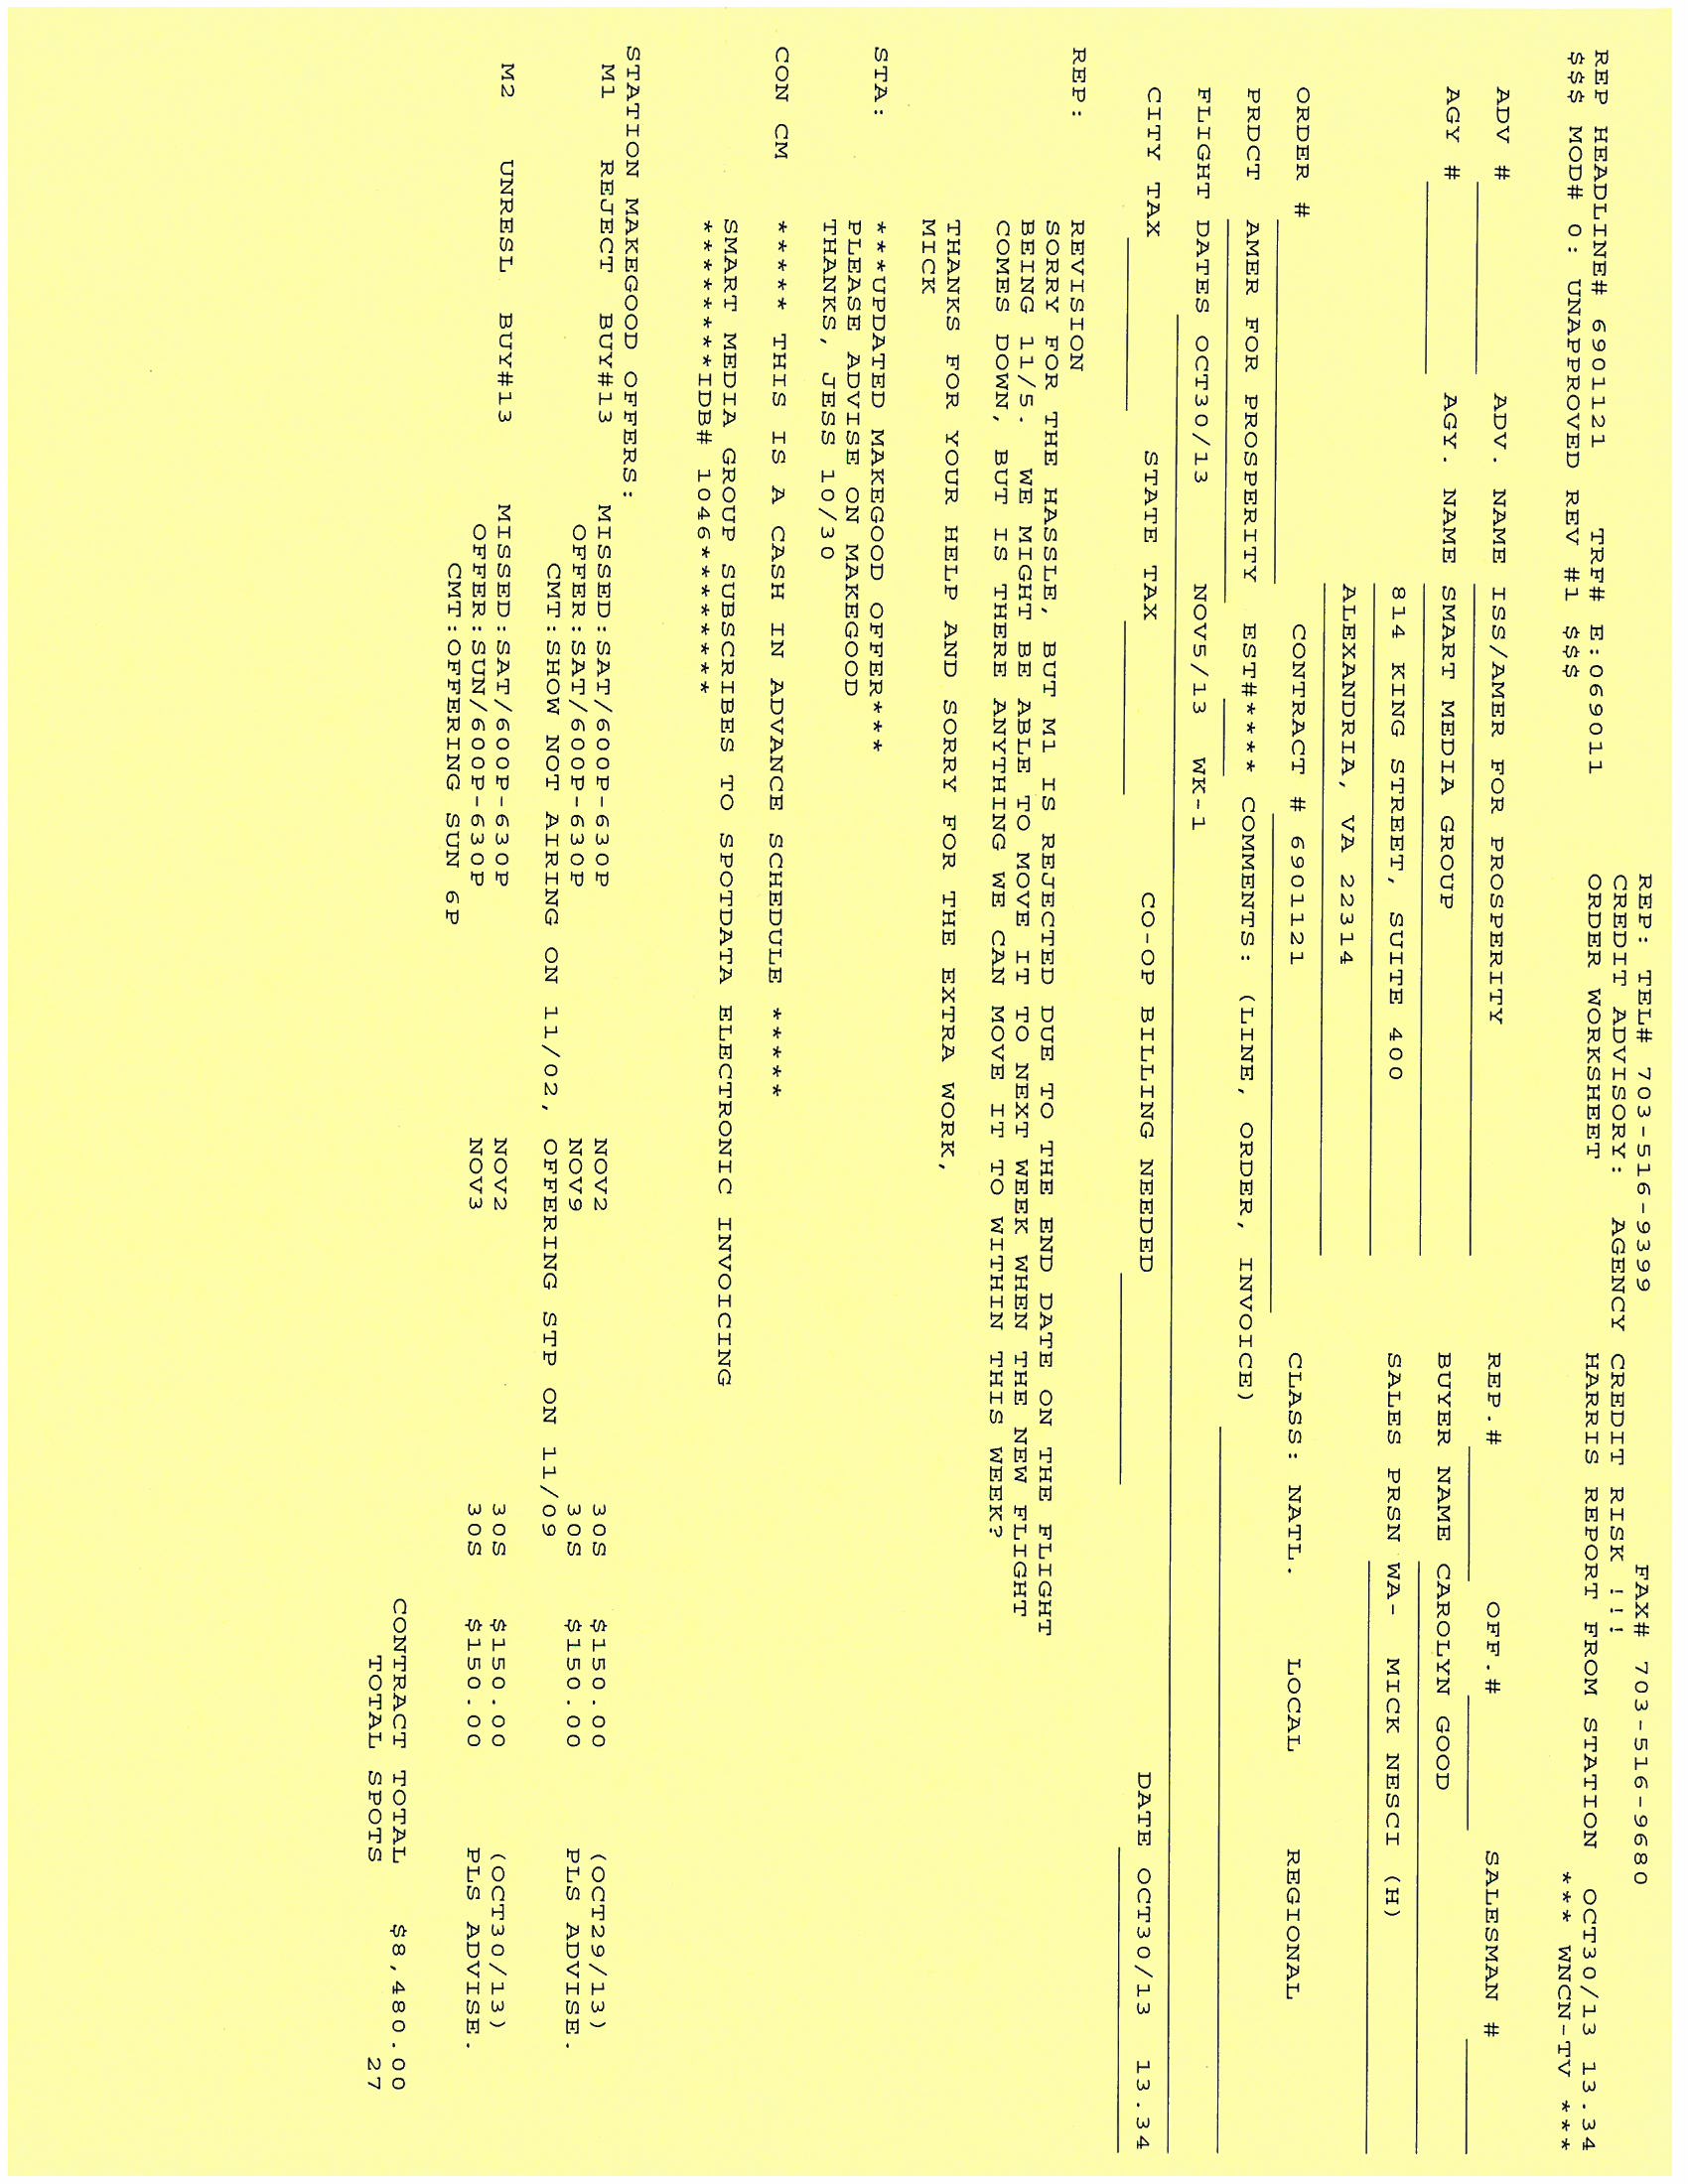 REP: TEL# 703-516-9399 FAX# 703-516-9680
CREDIT ADVISORY: AGENCY CREDIT RISK !!!
REP HEADLINE# 6901121 TRF# E:069011 ORDER WORKSHEET HARRIS REPORT FROM STATION OCT30/13 13.34
$$$ MOD# 0: UNAPPROVED REV #1 $$$ *** WNCN-TV ***
ADV # ADV. NAME ISS/AMER FOR PROSPERITY REP.# OFF.# SALESMAN #
AGY # AGY. NAME SMART MEDIA GROUP BUYER NAME CAROLYN GOOD
814 KING STREET, SUITE 400 SALES PRSN WA- MICK NESCI (H)
ALEXANDRIA, VA 22314
ORDER # CONTRACT # 6901121 CLASS: NATL. LOCAL REGIONAL
PRDCT AMER FOR PROSPERITY EST#**** COMMENTS: (LINE, ORDER, INVOICE)
FLIGHT DATES OCT30/13 NOV5/13 WK-1
CITY TAX STATE TAX CO-OP BILLING NEEDED DATE OCT30/13 13.34
REP: REVISION
SORRY FOR THE HASSLE, BUT M1 IS REJECTED DUE TO THE END DATE ON THE FLIGHT
BEING 11/5. WE MIGHT BE ABLE TO MOVE IT TO NEXT WEEK WHEN THE NEW FLIGHT
COMES DOWN, BUT IS THERE ANYTHING WE CAN MOVE IT TO WITHIN THIS WEEK?
THANKS FOR YOUR HELP AND SORRY FOR THE EXTRA WORK,
MICK
STA: ***UPDATED MAKEGOOD OFFER***
PLEASE ADVISE ON MAKEGOOD
THANKS, JESS 10/30
CON CM ***** THIS IS A CASH IN ADVANCE SCHEDULE *****
SMART MEDIA GROUP SUBSCRIBES TO SPOTDATA ELECTRONIC INVOICING
********IDB# 1046********
STATION MAKEGOOD OFFERS:
M1 REJECT BUY#13 MISSED:SAT/600P-630P NOV2 30S $150.00 (OCT29/13)
OFFER:SAT/600P-630P NOV9 30S $150.00 PLS ADVISE.
CMT:SHOW NOT AIRING ON 11/02, OFFERING STP ON 11/09
M2 UNRESL BUY#13 MISSED:SAT/600P-630P NOV2 30S $150.00 (OCT30/13)
OFFER:SUN/600P-630P NOV3 30S $150.00 PLS ADVISE.
CMT:OFFERING SUN 6P
CONTRACT TOTAL $8,480.00
TOTAL SPOTS 27